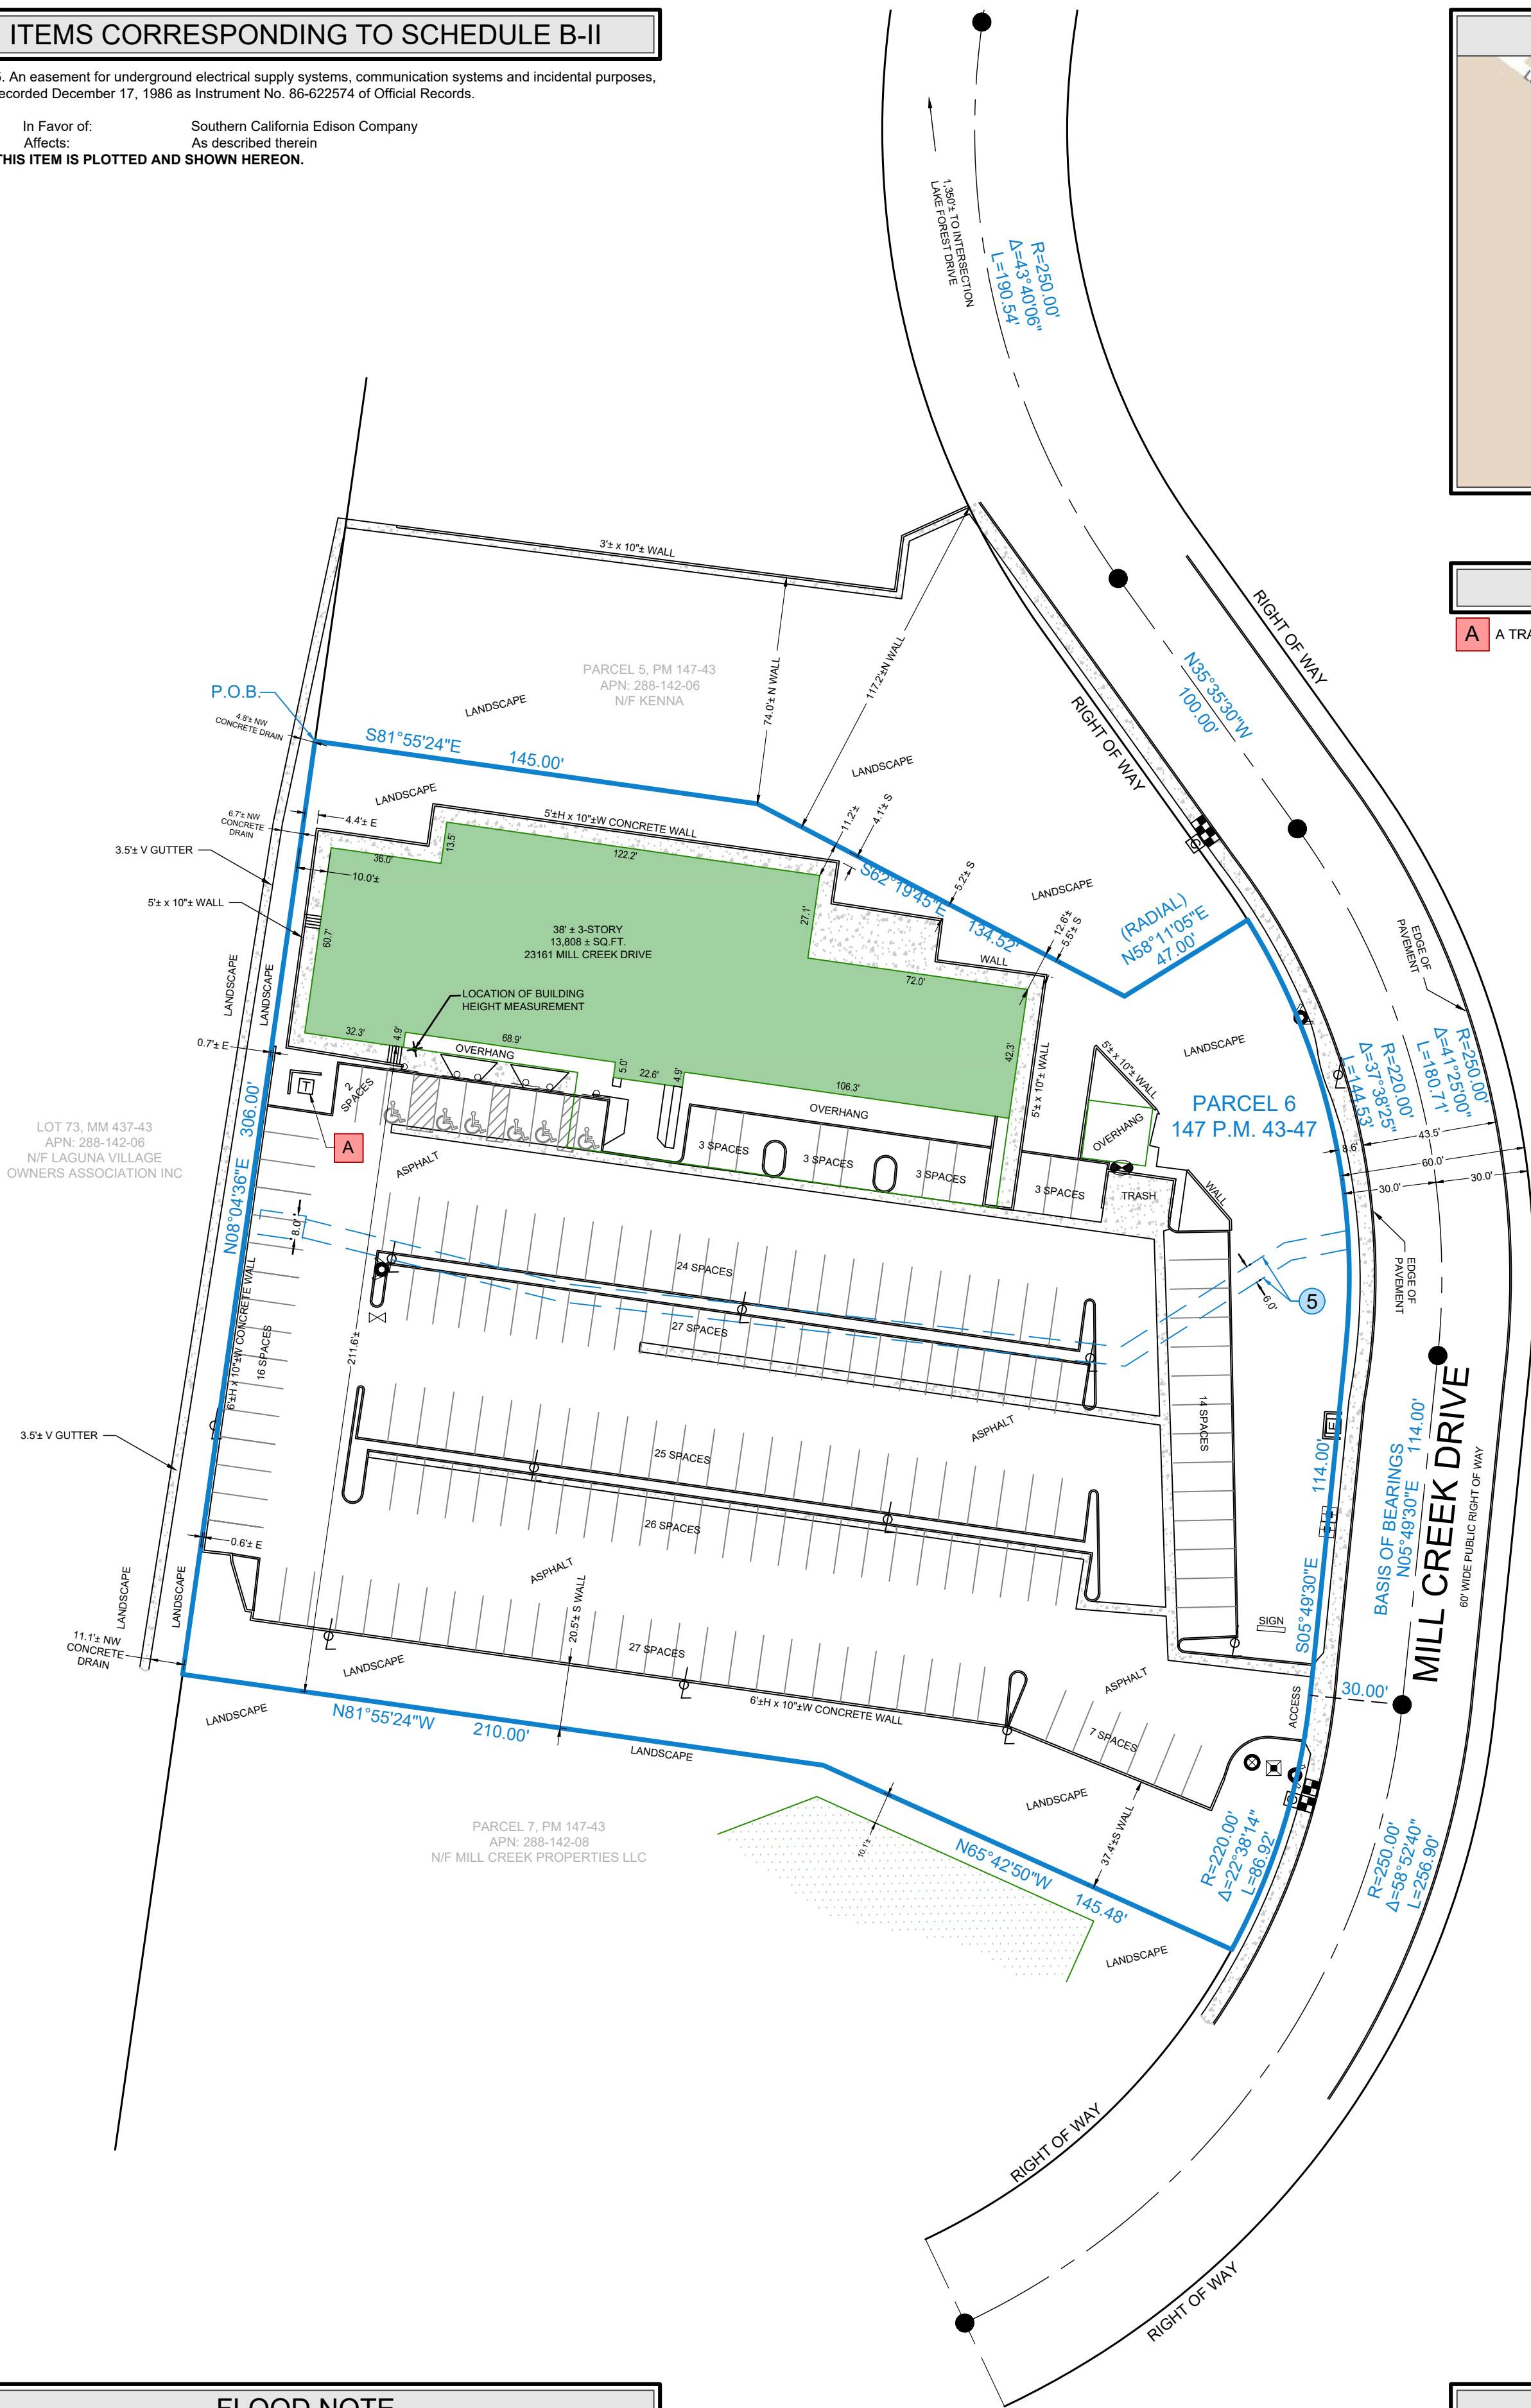 ITEMS CORRESPONDING TO SCHEDULE B-II
. An easement for underground electrical supply systems, communication systems and incidental purposes,
ecorded December 17, 1986 as Instrument No. 86-622574 of Official Records.
In Favor of: Southern California Edison Company
Affects: As described therein
THIS ITEM IS PLOTTED AND SHOWN HEREON.
1,350'± TO INTERSECTION
LAKE FOREST DRIVE
R=250.00'
Δ=43°40'06"
L=190.54'
A
A TRA
3'± x 10"± WALL
RIGHT OF WAY
RIGHT OF WAY
N35°35'30"W
100.00'
PARCEL 5, PM 147-43
APN: 288-142-06
N/F KENNA
74.0'± N WALL
117.2'±N WALL
P.O.B.
4.8'± NW
CONCRETE DRAIN
LANDSCAPE
S81°55'24"E
145.00'
LANDSCAPE
LANDSCAPE
6.7'± NW
CONCRETE
DRAIN
4.4'± E
5'±H x 10"±W CONCRETE WALL
11.2'±
4.1'± S
S62°19'45"E
134.52'
5.2'± S
LANDSCAPE
12.6'±
5.5'± S
(RADIAL)
N58°11'05"E
47.00'
3.5'± V GUTTER
5'± x 10"± WALL
36.0'
13.5'
122.2'
10.0'±
27.1'
60.7'
38' ± 3-STORY
13,808 ± SQ.FT.
23161 MILL CREEK DRIVE
WALL
72.0'
EDGE OF
PAVEMENT
LANDSCAPE
LANDSCAPE
LOCATION OF BUILDING
HEIGHT MEASUREMENT
32.3'
4.9'
68.9'
OVERHANG
5.0'
22.6'
4.9'
106.3'
42.3'
OVERHANG
5'± x 10"± WALL
5'± x 10"± WALL
OVERHANG
LANDSCAPE
0.7'± E
T
2
SPACES
A
PARCEL 6
147 P.M. 43-47
R=220.00'
Δ=37°38'25"
L=144.53'
R=250.00'
Δ=41°25'00"
L=180.71'
8.6'
43.5'
60.0'
30.0'
30.0'
LOT 73, MM 437-43
APN: 288-142-06
N/F LAGUNA VILLAGE
OWNERS ASSOCIATION INC
N08°04'36"E
306.00'
ASPHALT
3 SPACES
3 SPACES
3 SPACES
3 SPACES
TRASH
WALL
8.0'
24 SPACES
27 SPACES
6.0'
5
EDGE OF
PAVEMENT
6'±H x 10"±W CONCRETE WALL
16 SPACES
211.6'±
14 SPACES
ASPHALT
3.5'± V GUTTER
25 SPACES
26 SPACES
E
114.00'
S05°49'30"E
BASIS OF BEARINGS
N05°49'30"E 114.00'
MILL CREEK DRIVE
60' WIDE PUBLIC RIGHT OF WAY
0.6'± E
LANDSCAPE
LANDSCAPE
ASPHALT
20.5'± S WALL
SIGN
11.1'± NW
CONCRETE
DRAIN
LANDSCAPE
27 SPACES
ASPHALT
ACCESS
30.00'
LANDSCAPE
N81°55'24"W
210.00'
6'±H x 10"±W CONCRETE WALL
7 SPACES
LANDSCAPE
LANDSCAPE
PARCEL 7, PM 147-43
APN: 288-142-08
N/F MILL CREEK PROPERTIES LLC
10.1'±
N65°42'50"W
145.48'
37.4'±S WALL
R=220.00'
Δ=22°38'14"
L=86.92'
R=250.00'
Δ=58°52'40"
L=256.90'
LANDSCAPE
RIGHT OF WAY
RIGHT OF WAY
FLOOD NOTE